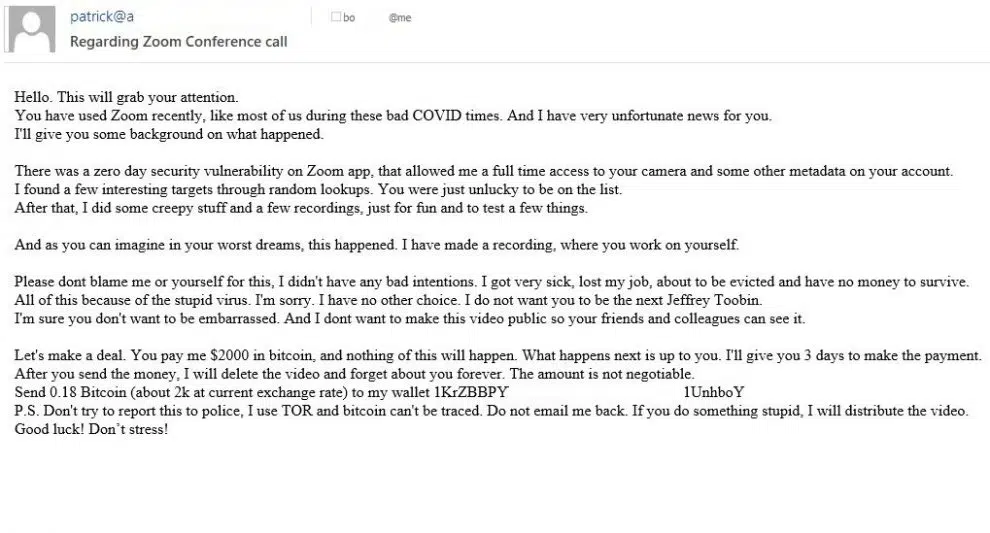 patrick@a bo @me
Regarding Zoom Conference call
Hello. This will grab your attention.
You have used Zoom recently, like most of us during these bad COVID times. And I have very unfortunate news for you.
I'll give you some background on what happened.
There was a zero day security vulnerability on Zoom app, that allowed me a full time access to your camera and some other metadata on your account.
I found a few interesting targets through random lookups. You were just unlucky to be on the list.
After that, I did some creepy stuff and a few recordings, just for fun and to test a few things.
And as you can imagine in your worst dreams, this happened. I have made a recording, where you work on yourself.
Please dont blame me or yourself for this, I didn't have any bad intentions. I got very sick, lost my job, about to be evicted and have no money to survive.
All of this because of the stupid virus. I'm sorry. I have no other choice. I do not want you to be the next Jeffrey Toobin.
I'm sure you don't want to be embarrassed. And I dont want to make this video public so your friends and colleagues can see it.
Let's make a deal. You pay me $2000 in bitcoin, and nothing of this will happen. What happens next is up to you. I'll give you 3 days to make the payment.
After you send the money, I will delete the video and forget about you forever. The amount is not negotiable.
Send 0.18 Bitcoin (about 2k at current exchange rate) to my wallet 1KrZBBPY 1UnhboY
P.S. Don't try to report this to police, I use TOR and bitcoin can't be traced. Do not email me back. If you do something stupid, I will distribute the video.
Good luck! Don't stress!